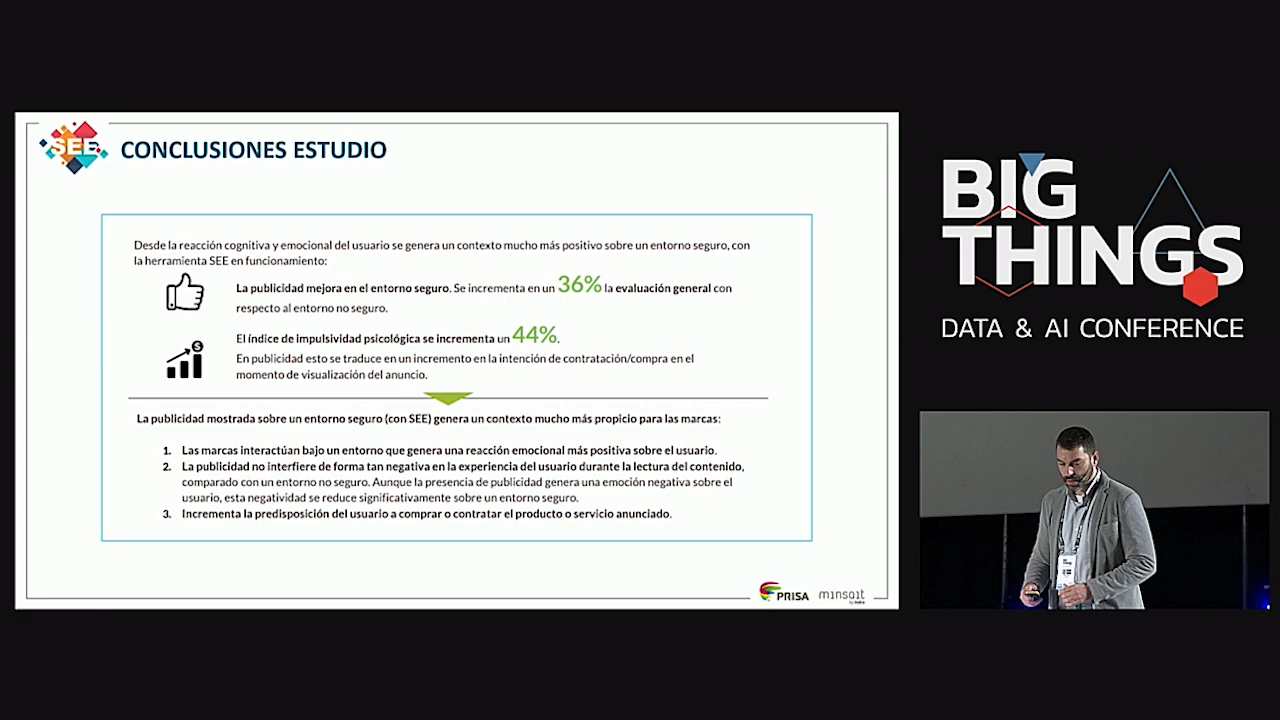 SEE
CONCLUSIONES ESTUDIO
Desde la reacción cognitiva y emocional del usuario se genera un contexto mucho más positivo sobre un entorno seguro, con
la herramienta SEE en funcionamiento:
La publicidad mejora en el entorno seguro. Se incrementa en un 36% la evaluación general con
respecto al entorno no seguro.
El índice de impulsividad psicológica se incrementa un 44%.
En publicidad esto se traduce en un incremento en la intención de contratación/compra en el
momento de visualización del anuncio.
La publicidad mostrada sobre un entorno seguro (con SEE) genera un contexto mucho más propicio para las marcas:
1. Las marcas interactúan bajo un entorno que genera una reacción emocional más positiva sobre el usuario.
2. La publicidad no interfiere de forma tan negativa en la experiencia del usuario durante la lectura del contenido,
comparado con un entorno no seguro. Aunque la presencia de publicidad genera una emoción negativa sobre el
usuario, esta negatividad se reduce significativamente sobre un entorno seguro.
3. Incrementa la predisposición del usuario a comprar o contratar el producto o servicio anunciado.
PRISA minsait
BIG
THINGS
DATA & AI CONFERENCE